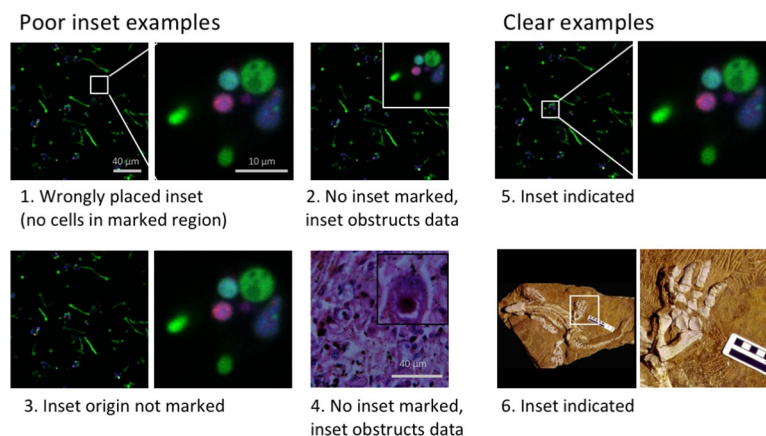 Poor inset examples
Clear examples
40 μm
10 μm
1. Wrongly placed inset
(no cells in marked region)
2. No inset marked,
inset obstructs data
5. Inset indicated
40 μm
3. Inset origin not marked
4. No inset marked,
inset obstructs data
6. Inset indicated